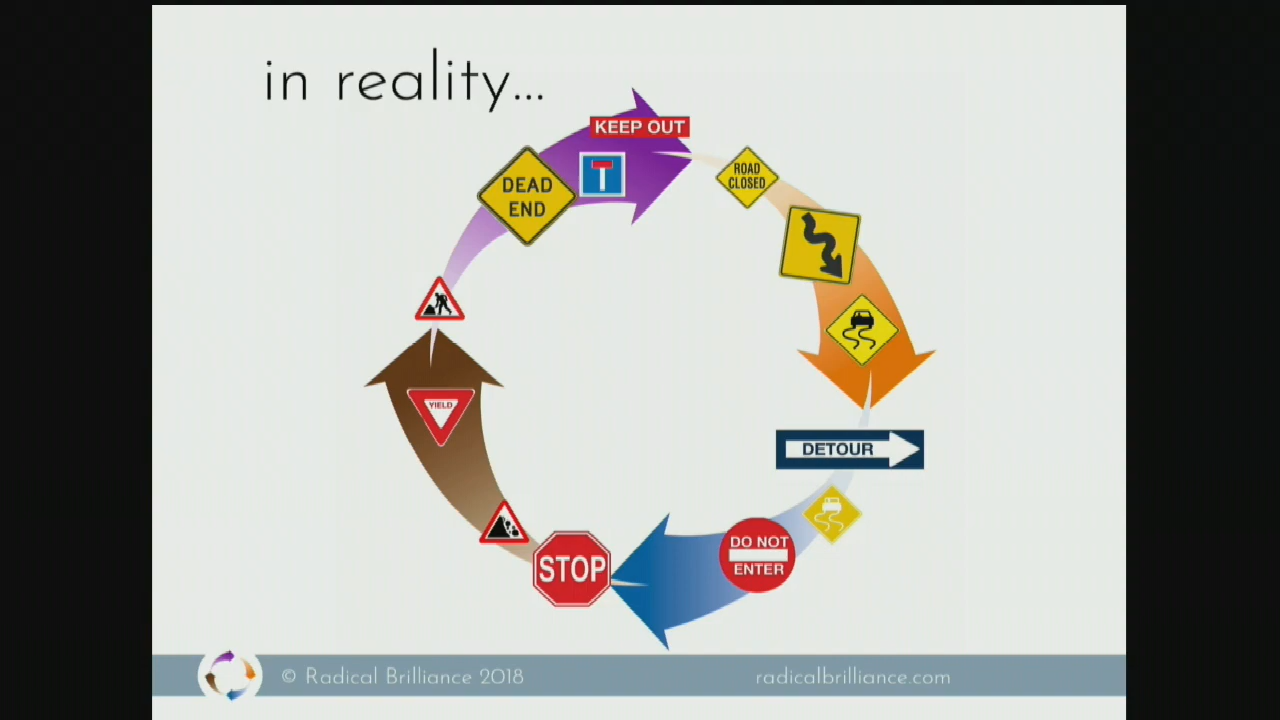 in reality...
KEEP OUT
DEAD
END
ROAD
CLOSED
YIELD
DETOUR
DO NOT
ENTER
STOP
© Radical Brilliance 2018
radicalbrilliance.com